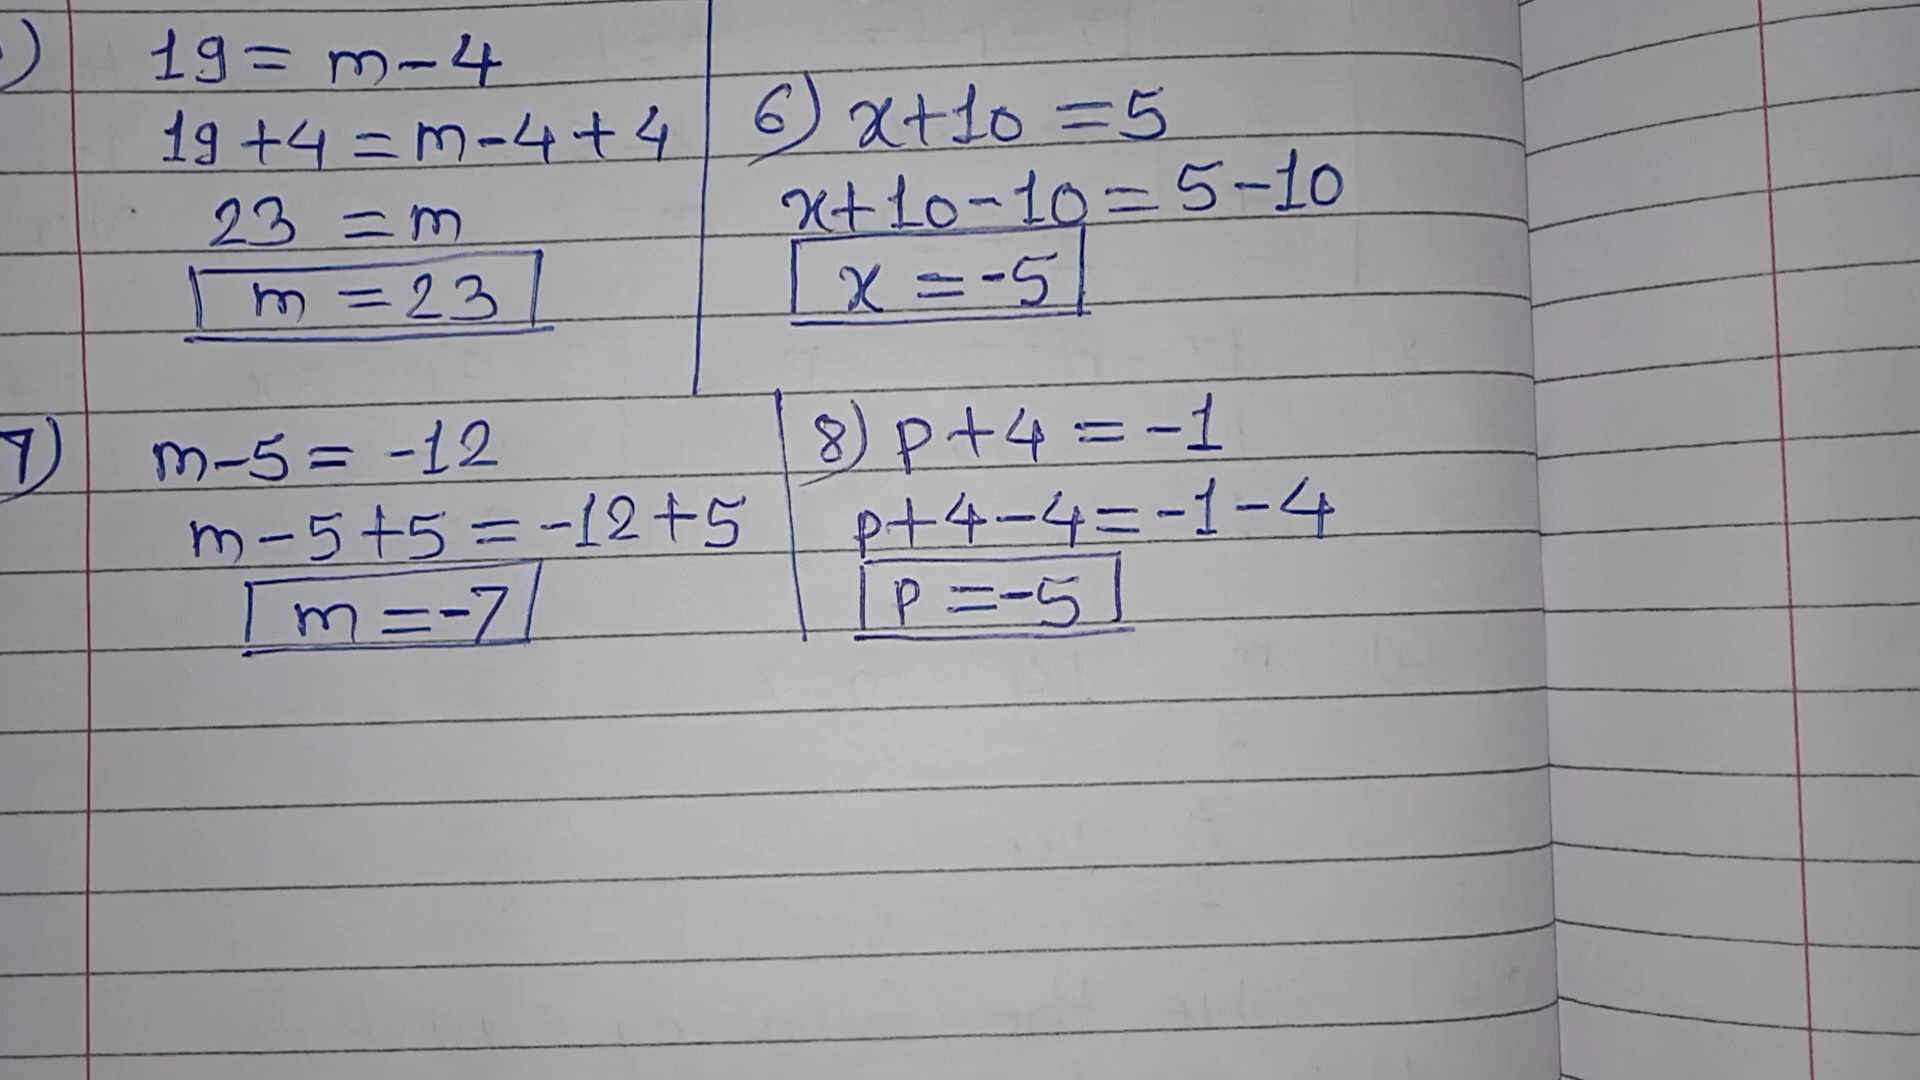 ) 19 = m - 4
19 + 4 = m - 4 + 4
23 = m
m = 23
6) x + 10 = 5
x + 10 - 10 = 5 - 10
x = -5
7) m - 5 = -12
m - 5 + 5 = -12 + 5
m = -7
8) p + 4 = -1
p + 4 - 4 = -1 - 4
p = -5